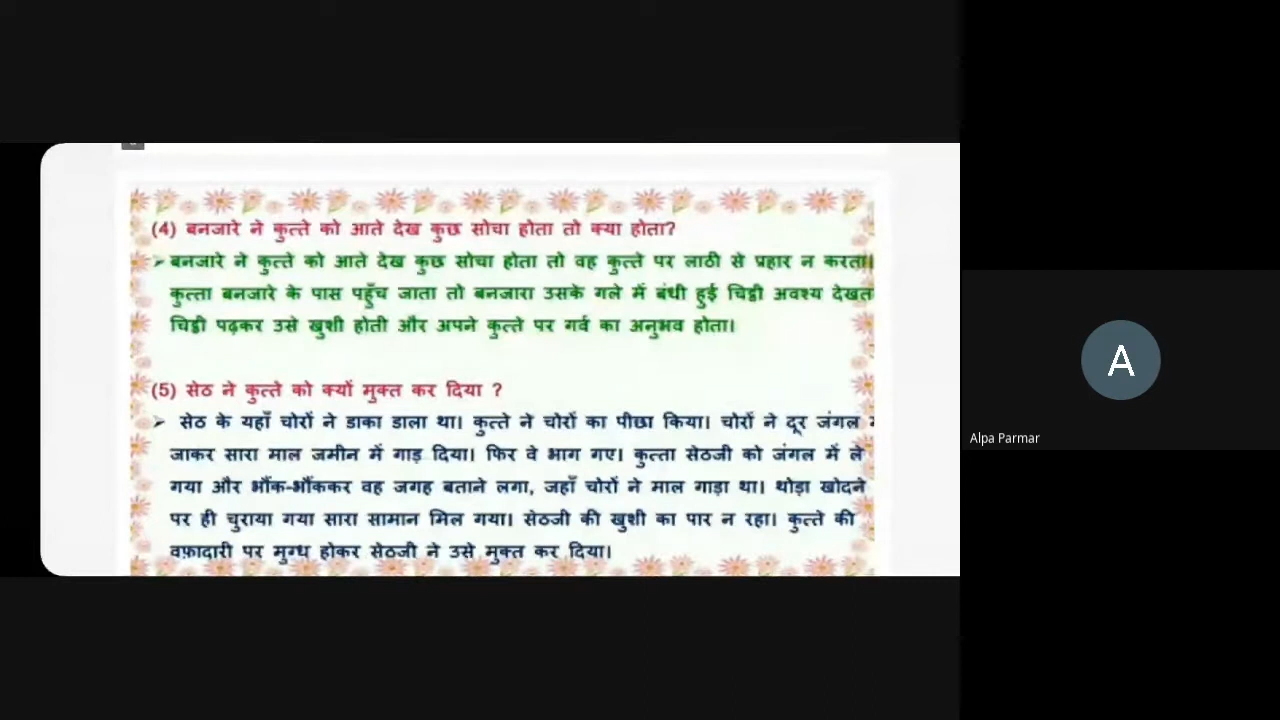 (4) बनजारे ने कुत्ते को आते देख कुछ सोचा होता तो क्या होता?
➢ बनजारे ने कुत्ते को आते देख कुछ सोचा होता तो वह कुत्ते पर लाठी से प्रहार न करता।
कुत्ता बनजारे के पास पहुँच जाता तो बनजारा उसके गले में बंधी हुई चिट्ठी अवश्य देखत
चिट्ठी पढ़कर उसे खुशी होती और अपने कुत्ते पर गर्व का अनुभव होता।
(5) सेठ ने कुत्ते को क्यों मुक्त कर दिया ?
➢ सेठ के यहाँ चोरों ने डाका डाला था। कुत्ते ने चोरों का पीछा किया। चोरों ने दूर जंगल
जाकर सारा माल जमीन में गाड़ दिया। फिर वे भाग गए। कुत्ता सेठजी को जंगल में ले
गया और भौंक-भौंककर वह जगह बताने लगा, जहाँ चोरों ने माल गाड़ा था। थोड़ा खोदने
पर ही चुराया गया सारा सामान मिल गया। सेठजी की खुशी का पार न रहा। कुत्ते की
वफ़ादारी पर मुग्ध होकर सेठजी ने उसे मुक्त कर दिया।
A
Alpa Parmar